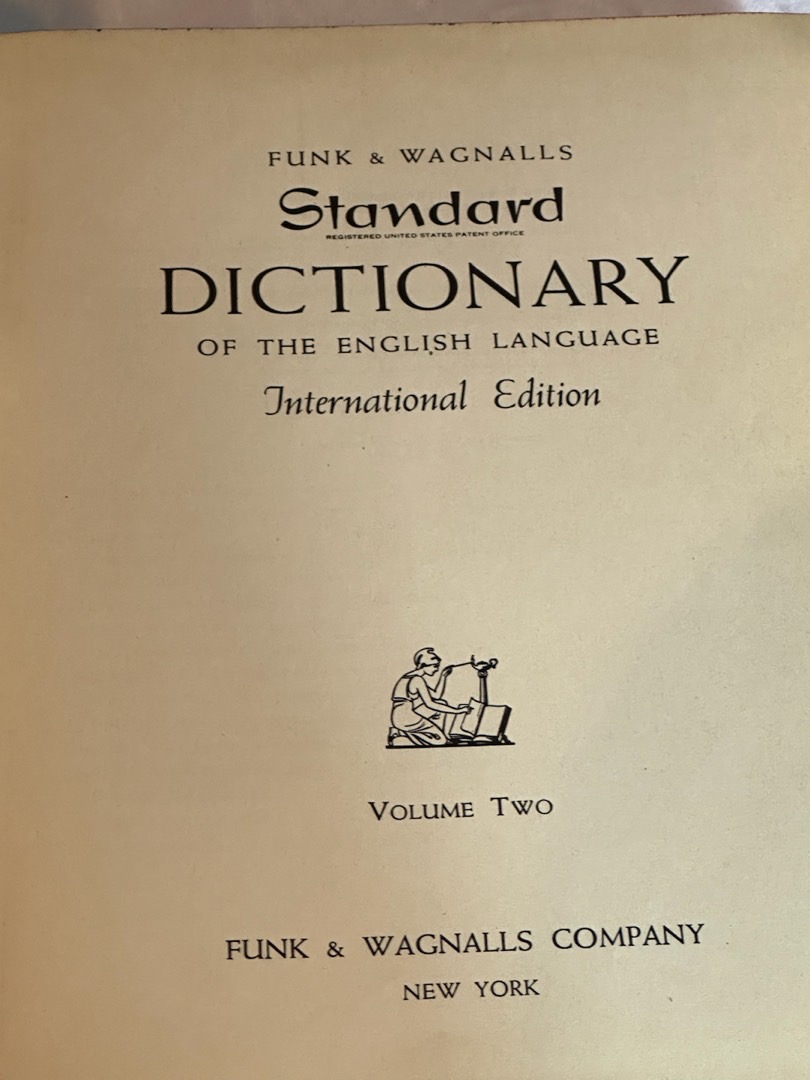 FUNK & WAGNALLS
Standard
REGISTERED UNITED STATES PATENT OFFICE
DICTIONARY
OF THE ENGLISH LANGUAGE
International Edition
VOLUME TWO
FUNK & WAGNALLS COMPANY
NEW YORK